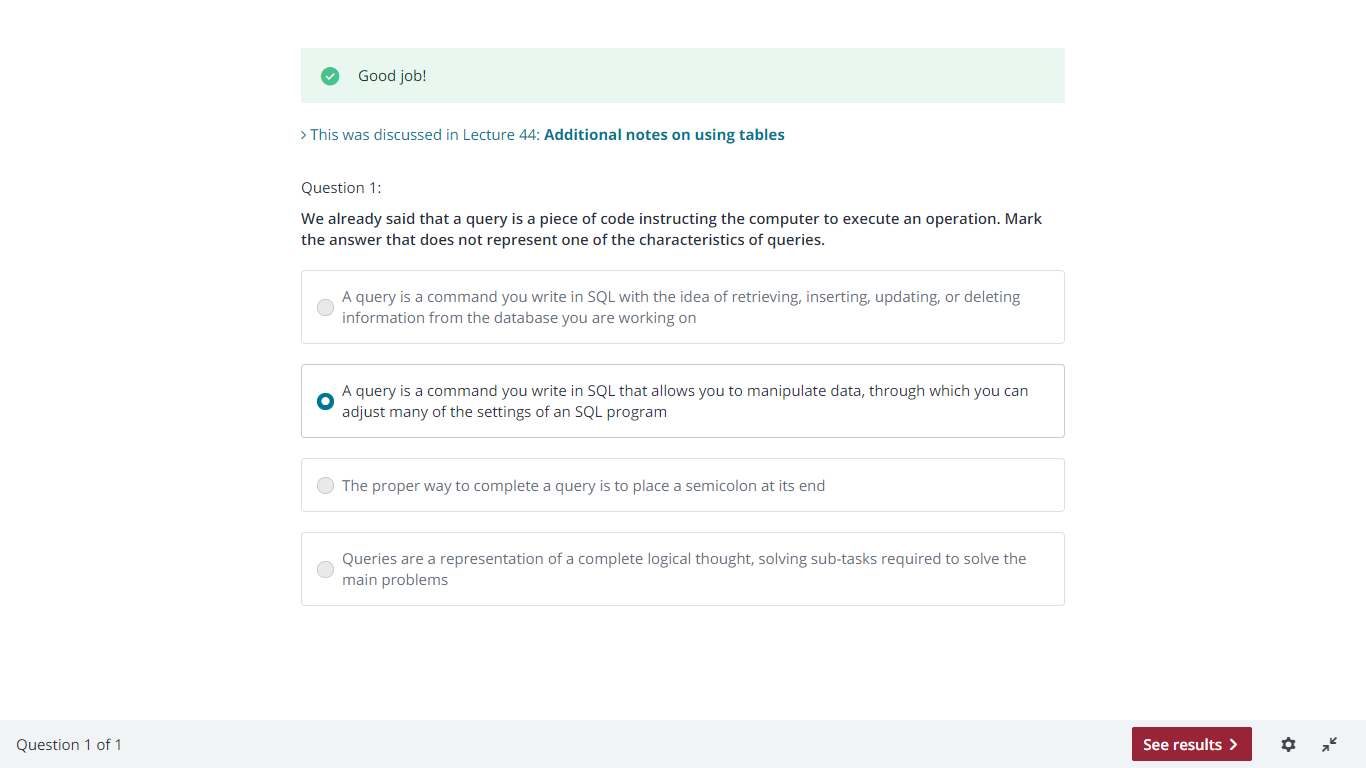 Good job!
This was discussed in Lecture 44: Additional notes on using tables
Question 1:
We already said that a query is a piece of code instructing the computer to execute an operation. Mark
the answer that does not represent one of the characteristics of queries.
A query is a command you write in SQL with the idea of retrieving, inserting, updating, or deleting
information from the database you are working on
A query is a command you write in SQL that allows you to manipulate data, through which you can
adjust many of the settings of an SQL program
The proper way to complete a query is to place a semicolon at its end
Queries are a representation of a complete logical thought, solving sub-tasks required to solve the
main problems
Question 1 of 1
See results